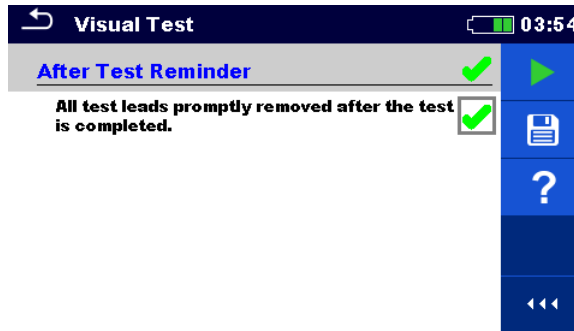 Visual Test
03:54
After Test Reminder
All test leads promptly removed after the test
is completed.
?